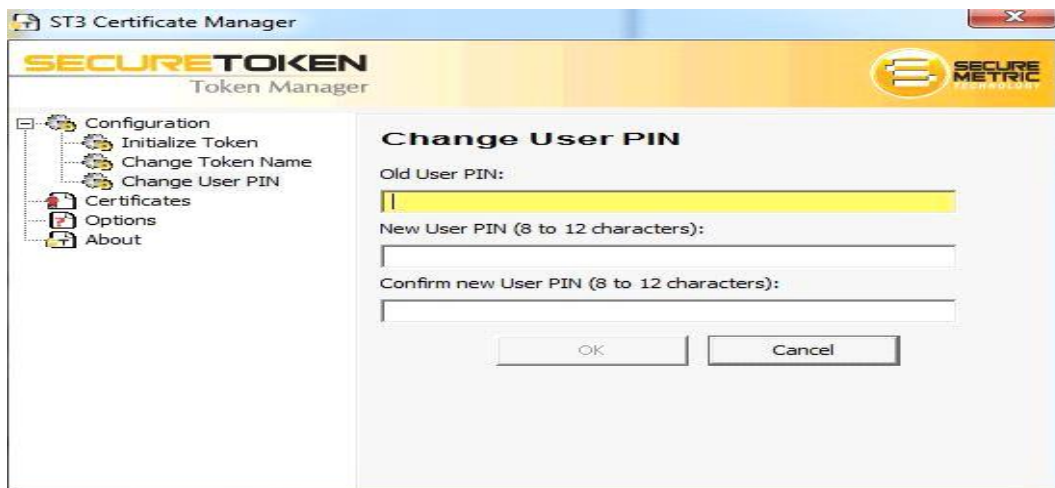 ST3 Certificate Manager
SECURETOKEN
Token Manager
SECURE
METRIC
TECHNOLOGY
Configuration
Initialize Token
Change Token Name
Change User PIN
Certificates
Options
About
Change User PIN
Old User PIN:
New User PIN (8 to 12 characters):
Confirm new User PIN (8 to 12 characters):
OK
Cancel